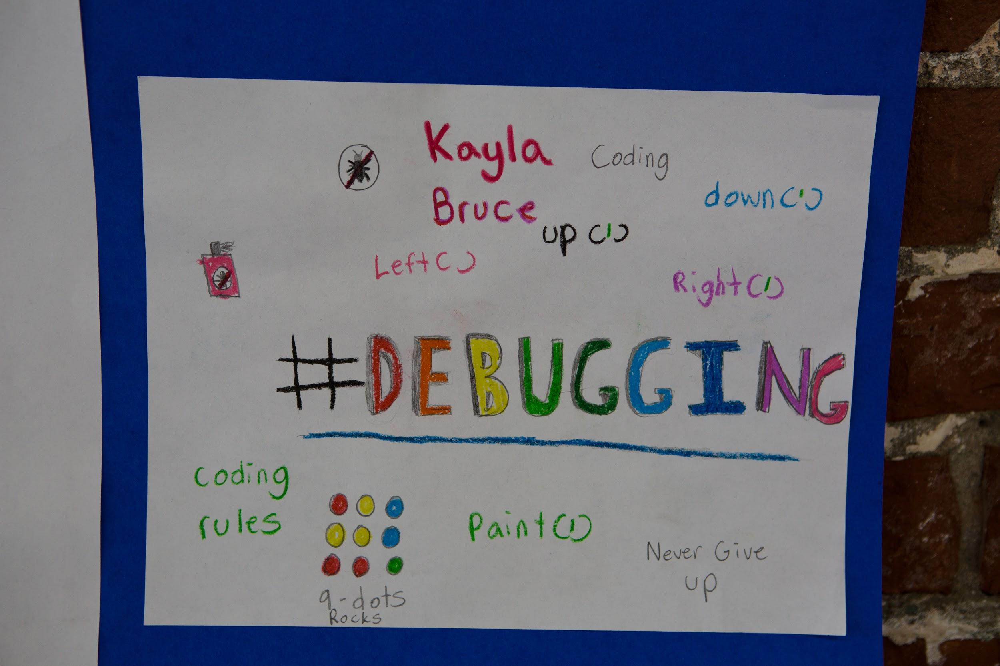 Kayla
Coding
Bruce
down(1)
up (1)
Left( )
Right(1)
#DEBUGGING
coding
rules
Paint(1)
Never Give
up
9-dots
Rocks